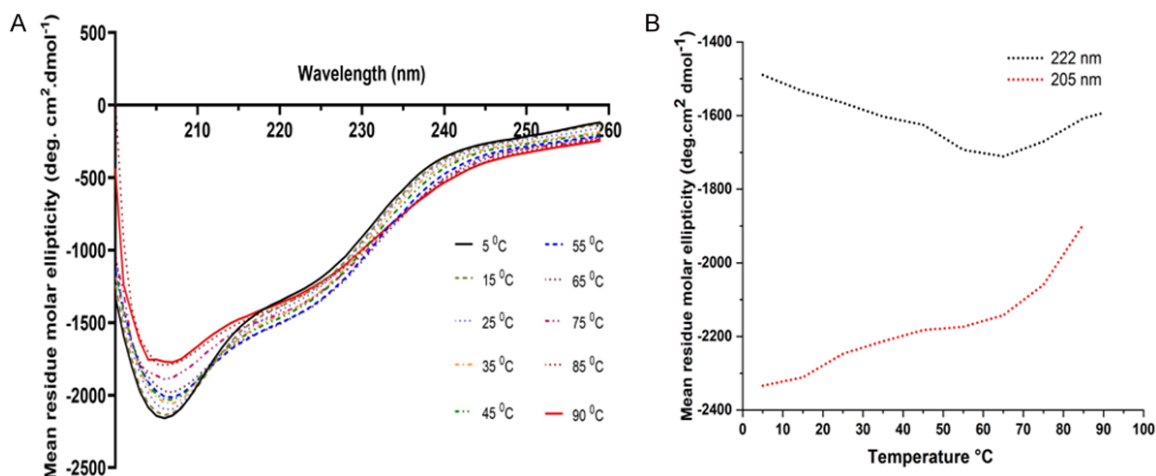 A
Mean residue molar ellipticity (deg. cm² .dmol⁻¹)
500
0
-500
-1000
-1500
-2000
-2500
Wavelength (nm)
210
220
230
240
250
260
5 ⁰C
15 ⁰C
25 ⁰C
35 ⁰C
45 ⁰C
55 ⁰C
65 ⁰C
75 ⁰C
85 ⁰C
90 ⁰C
B
Mean residue molar ellipticity (deg.cm² dmol⁻¹)
-1400
-1600
-1800
-2000
-2200
-2400
222 nm
205 nm
0
10
20
30
40
50
60
70
80
90
100
Temperature °C